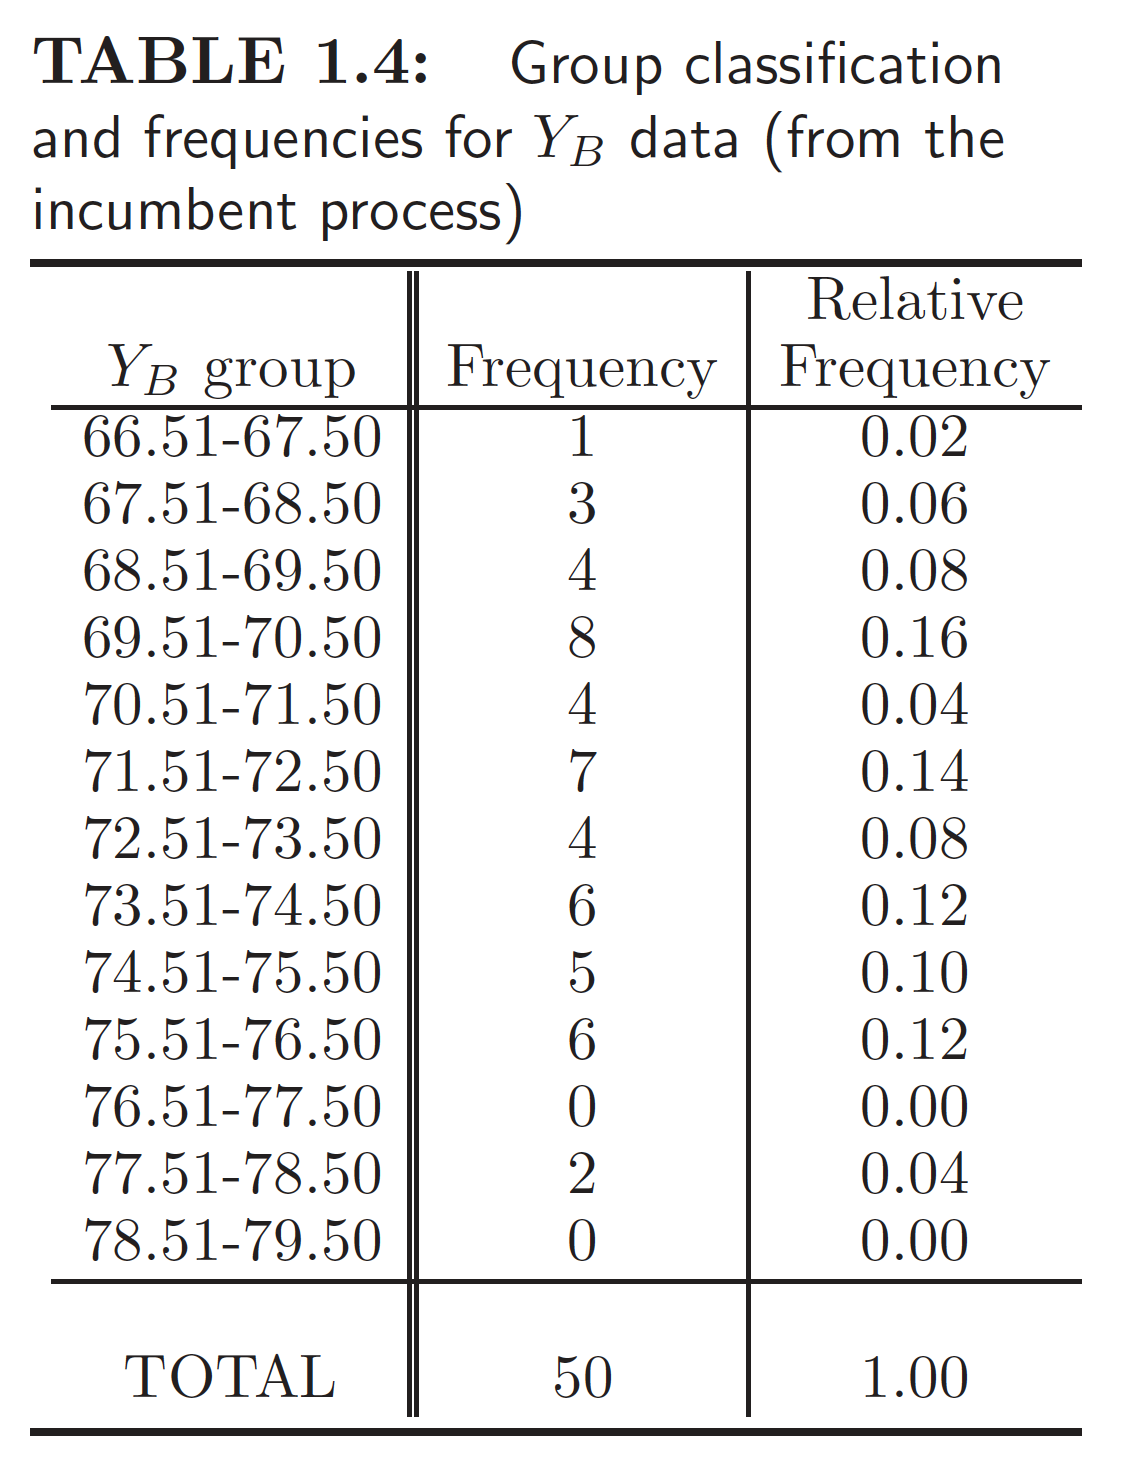 TABLE 1.4: Group classification
and frequencies for Y_B data (from the
incumbent process)
Relative
Y_B group Frequency Frequency
66.51-67.50 1 0.02
67.51-68.50 3 0.06
68.51-69.50 4 0.08
69.51-70.50 8 0.16
70.51-71.50 4 0.04
71.51-72.50 7 0.14
72.51-73.50 4 0.08
73.51-74.50 6 0.12
74.51-75.50 5 0.10
75.51-76.50 6 0.12
76.51-77.50 0 0.00
77.51-78.50 2 0.04
78.51-79.50 0 0.00
TOTAL 50 1.00